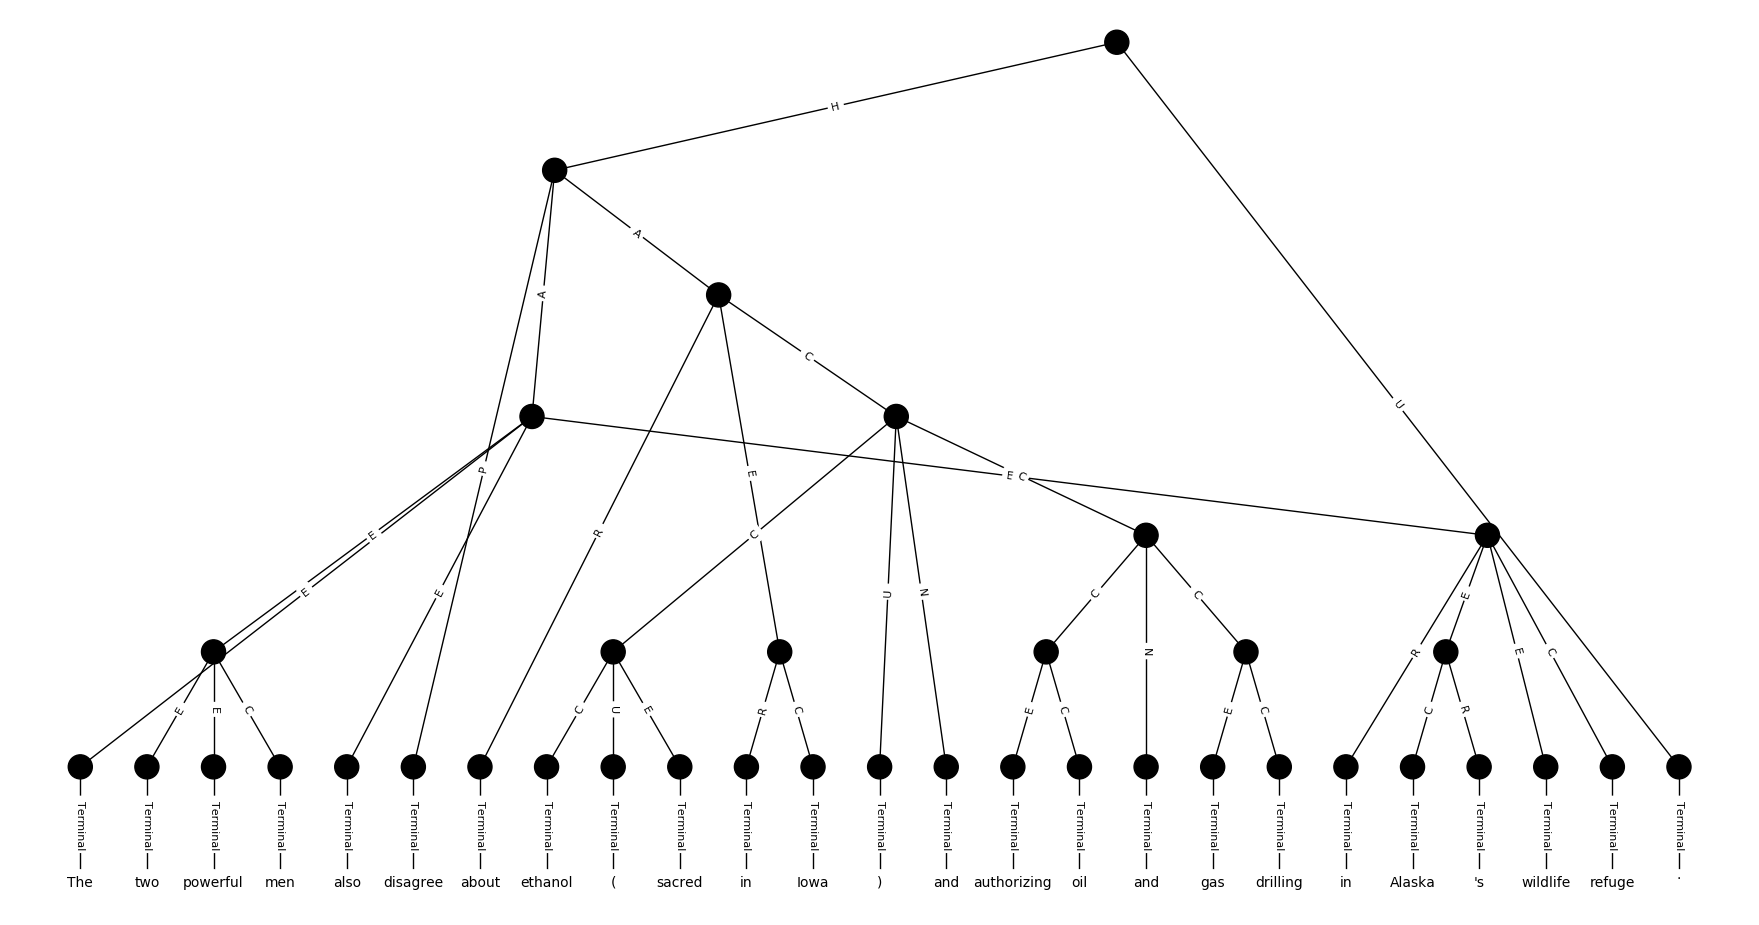 H
A
A
C
U
P
E
E C
E
R
C
E
E
U
N
C
C
E
R
N
E
C
E
E
C
C
U
E
R
C
E
C
E
C
C
R
Terminal Terminal Terminal Terminal Terminal Terminal Terminal Terminal Terminal Terminal Terminal Terminal Terminal Terminal Terminal Terminal Terminal Terminal Terminal Terminal Terminal Terminal Terminal Terminal Terminal
The two powerful men also disagree about ethanol ( sacred in Iowa ) and authorizing oil and gas drilling in Alaska 's wildlife refuge .